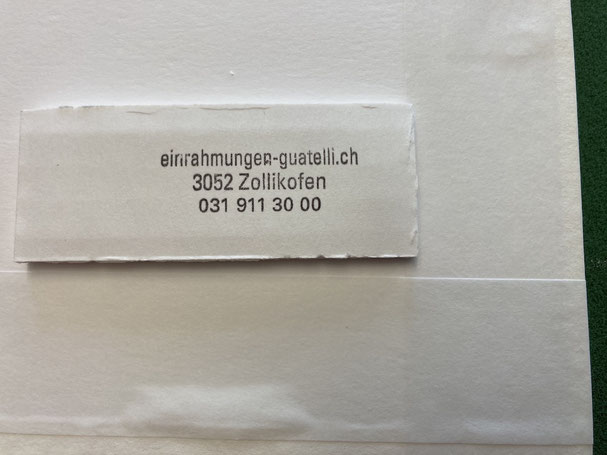 einrahmungen-guatelli.ch
3052 Zollikofen
031 911 30 00